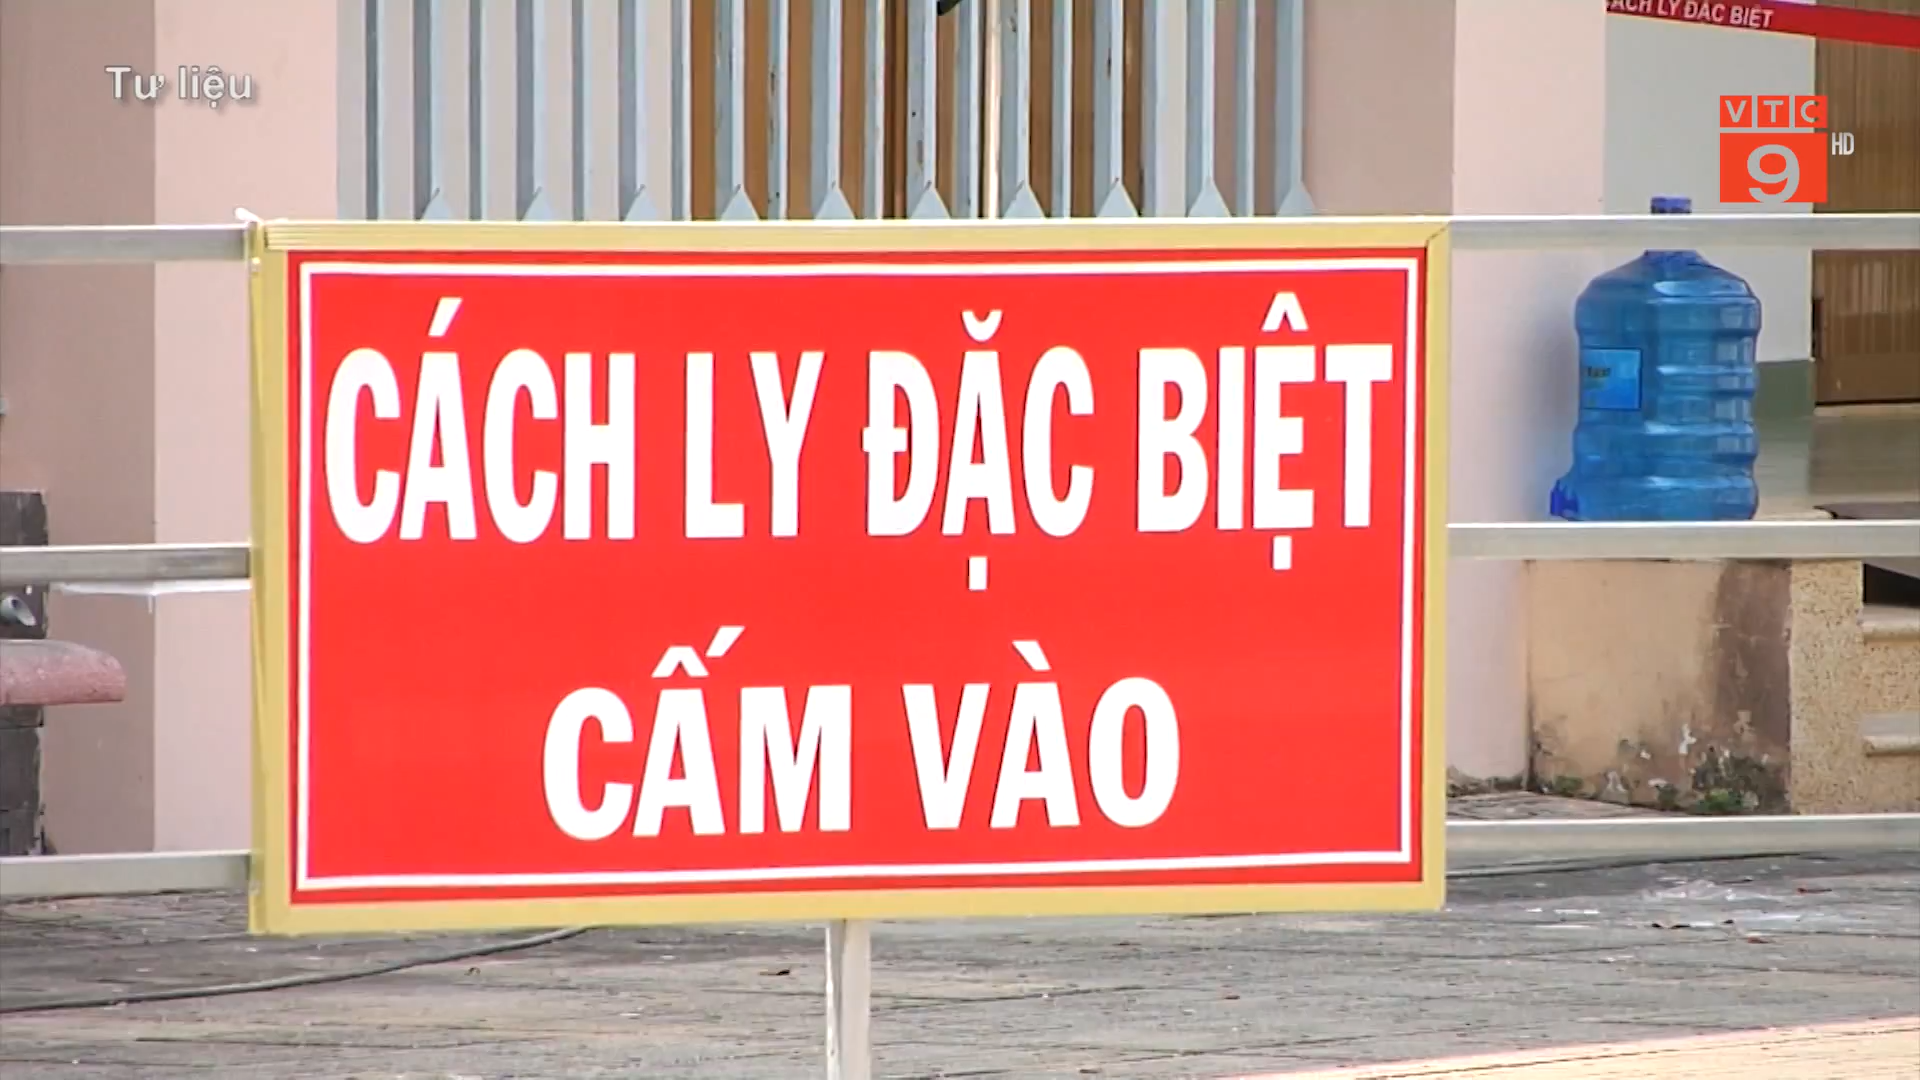 CÁCH LY ĐẶC BIỆT
Tư liệu
VTC
9
HD
CÁCH LY ĐẶC BIỆT
CẤM VÀO